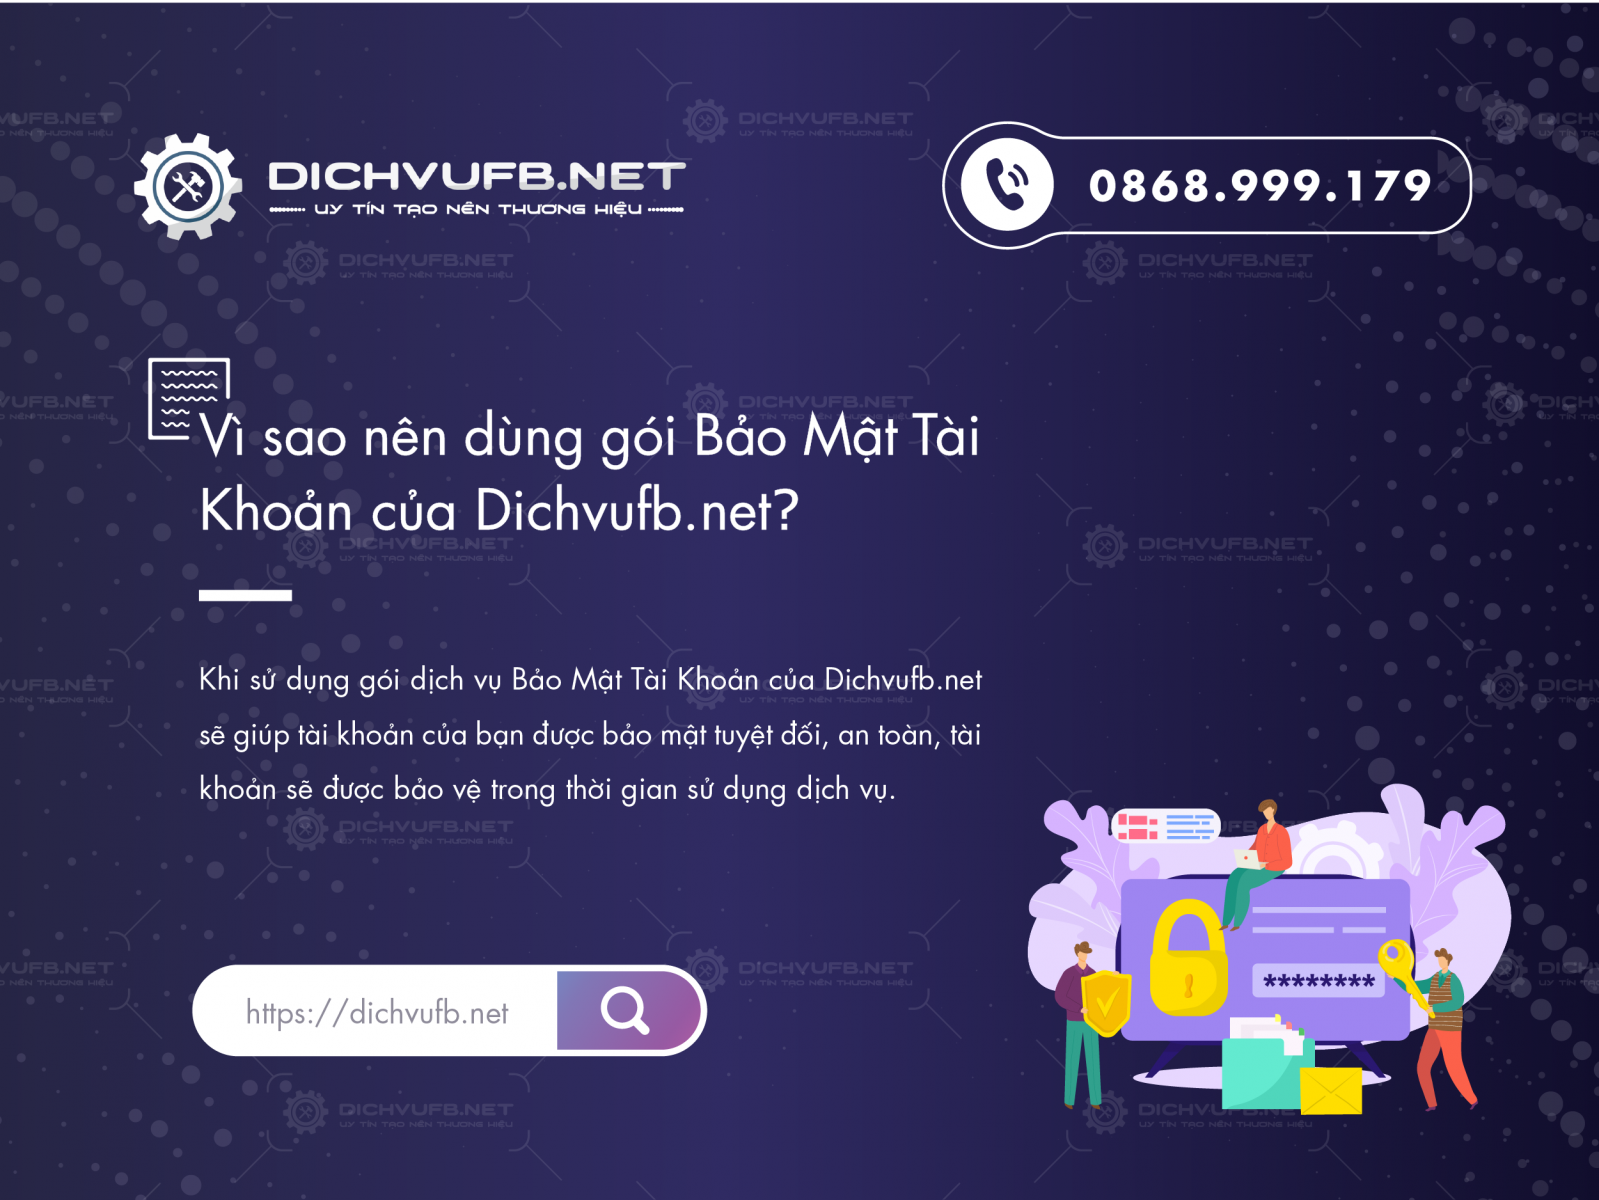 DICHVUFB.NET
UY TÍN TẠO NÊN THƯƠNG HIỆU
0868.999.179
Vì sao nên dùng gói Bảo Mật Tài
Khoản của Dichvufb.net?
Khi sử dụng gói dịch vụ Bảo Mật Tài Khoản của Dichvufb.net
sẽ giúp tài khoản của bạn được bảo mật tuyệt đối, an toàn, tài
khoản sẽ được bảo vệ trong thời gian sử dụng dịch vụ.
********
https://dichvufb.net